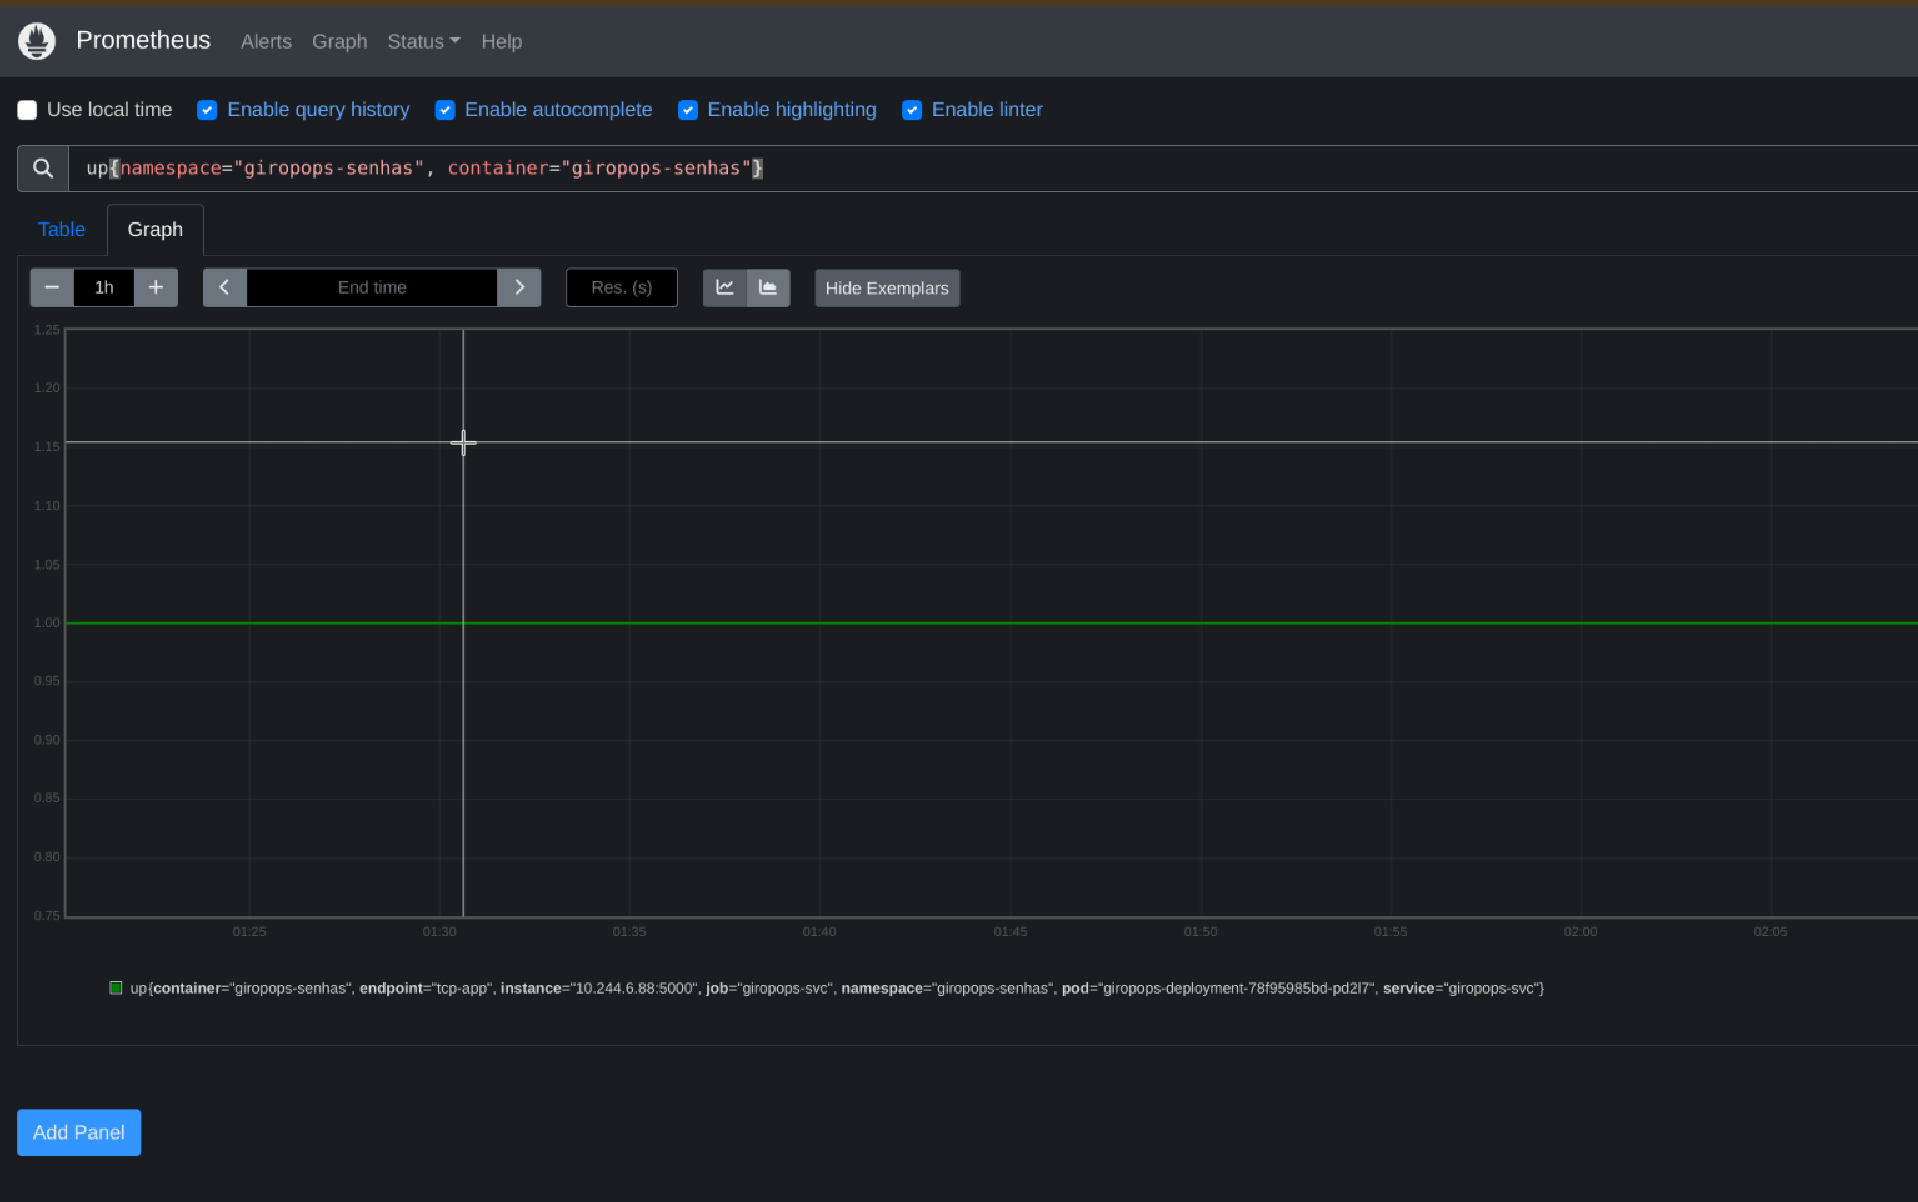 Prometheus Alerts Graph Status Help
Use local time Enable query history Enable autocomplete Enable highlighting Enable linter
up{namespace="giropops-senhas", container="giropops-senhas"}
Table Graph
1h End time Res. (s) Hide Exemplars
1.25
1.20
1.15
1.10
1.05
1.00
0.95
0.90
0.85
0.80
0.75
01:25 01:30 01:35 01:40 01:45 01:50 01:55 02:00 02:05
up{container="giropops-senhas", endpoint="tcp-app", instance="10.244.6.88:5000", job="giropops-svc", namespace="giropops-senhas", pod="giropops-deployment-78f95985bd-pd2l7", service="giropops-svc"}
Add Panel